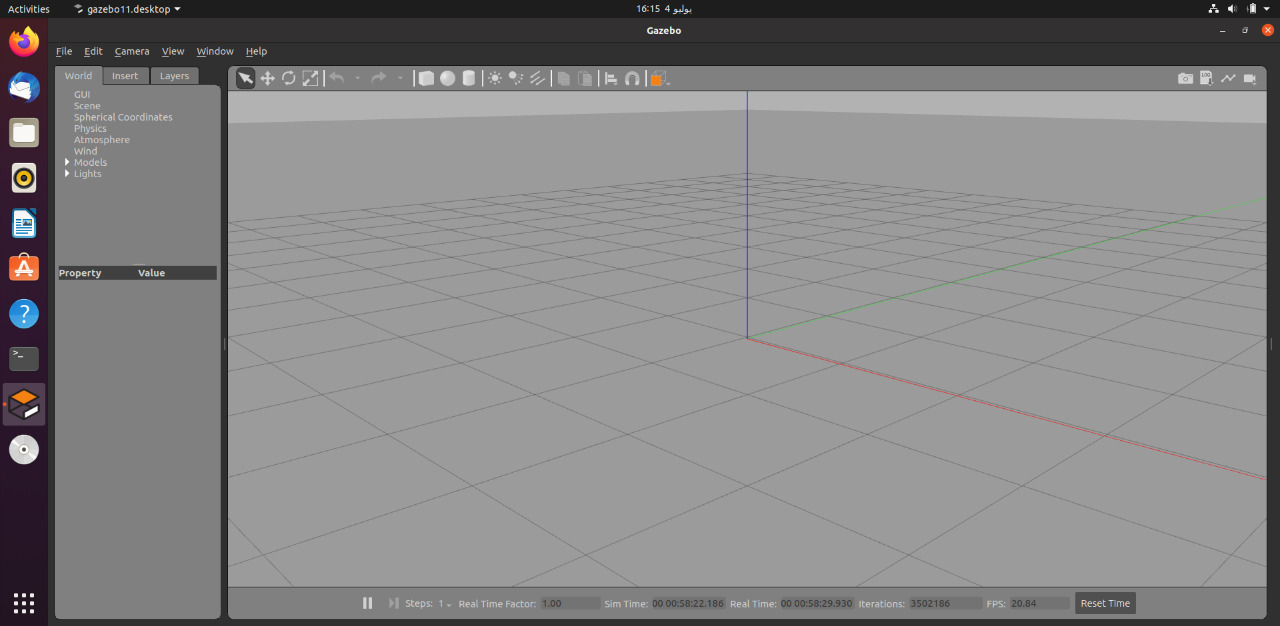 Activities
gazebo11.desktop
16:15 4 يوليو
Gazebo
File Edit Camera View Window Help
World Insert Layers
GUI
Scene
Spherical Coordinates
Physics
Atmosphere
Wind
Models
Lights
Property Value
Steps: 1 Real Time Factor: 1.00 Sim Time: 00 00:58:22.186 Real Time: 00 00:58:29.930 Iterations: 3502186 FPS: 20.84 Reset Time